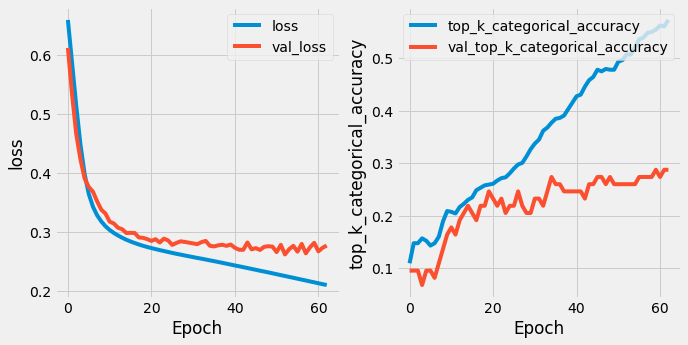 loss
val_loss
0.6
0.5
0.4
0.3
0.2
loss
0
20
40
60
Epoch
top_k_categorical_accuracy
val_top_k_categorical_accuracy
0.5
0.4
0.3
0.2
0.1
top_k_categorical_accuracy
0
20
40
60
Epoch